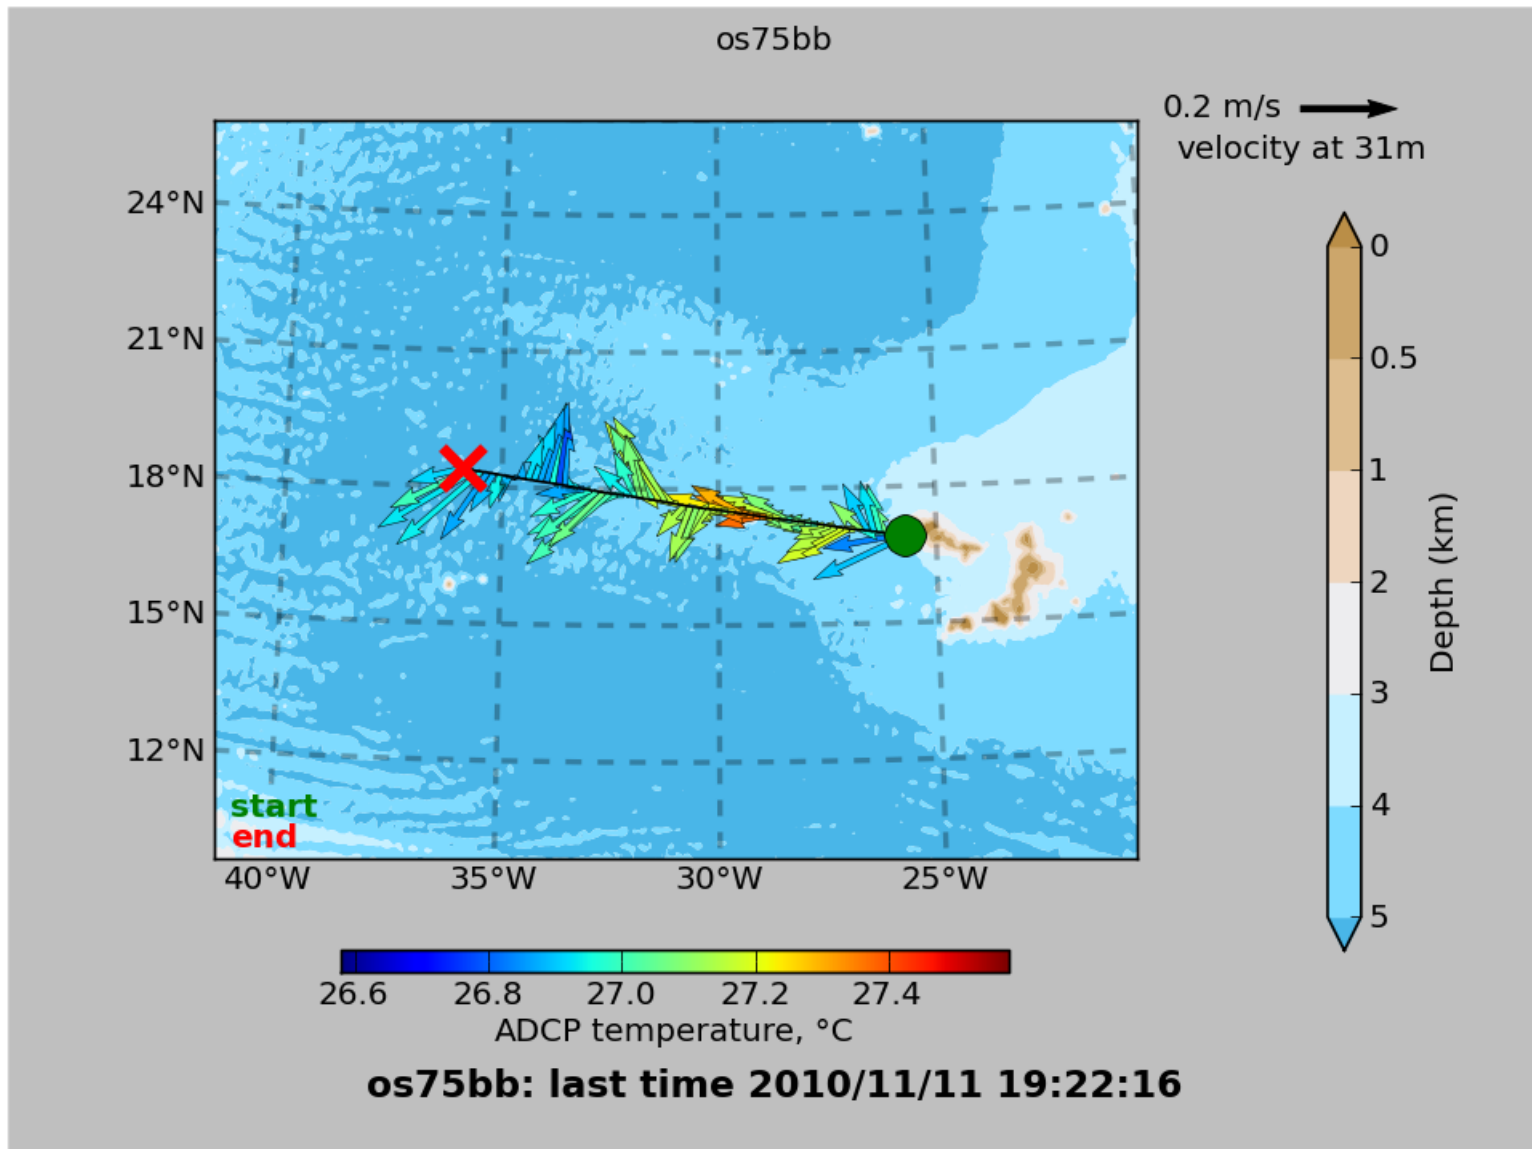 os75bb
0.2 m/s
velocity at 31m
24°N
21°N
18°N
15°N
12°N
start
end
40°W 35°W 30°W 25°W
0
0.5
1
2
3
4
5
Depth (km)
26.6 26.8 27.0 27.2 27.4
ADCP temperature, °C
os75bb: last time 2010/11/11 19:22:16